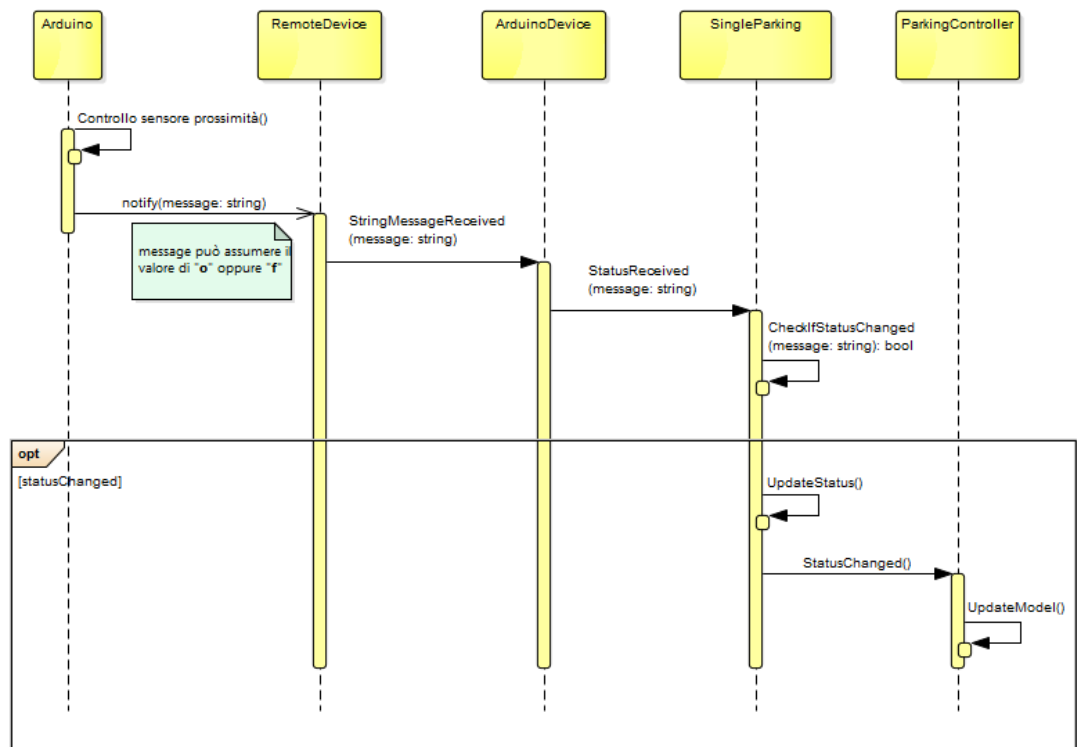 Arduino
RemoteDevice
ArduinoDevice
SingleParking
ParkingController
Controllo sensore prossimità()
notify(message: string)
message può assumere il
valore di "o" oppure "f"
StringMessageReceived
(message: string)
StatusReceived
(message: string)
CheckIfStatusChanged
(message: string): bool
opt
[statusChanged]
UpdateStatus()
StatusChanged()
UpdateModel()